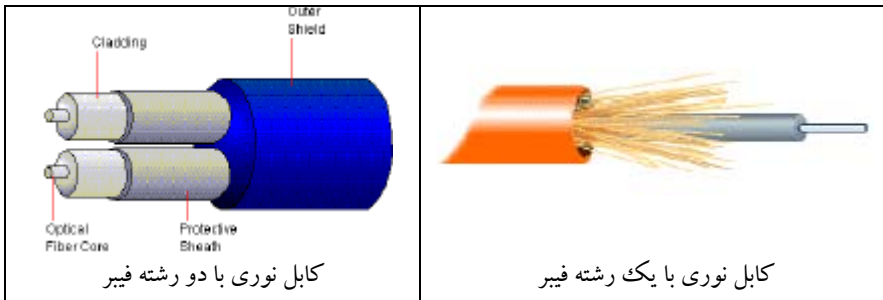 Outer
Shield
Cladding
Optical
Fiber Core
Protective
Sheath
کابل نوری با دو رشته فیبر
کابل نوری با یک رشته فیبر